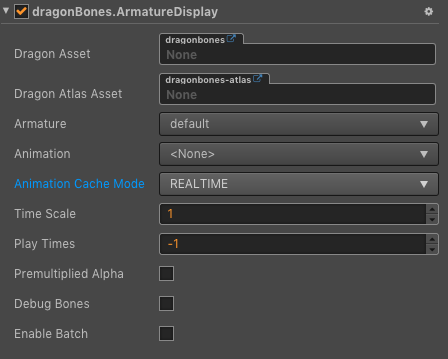 dragonBones.ArmatureDisplay
dragonbones
Dragon Asset None
dragonbones-atlas
Dragon Atlas Asset None
Armature default
Animation <None>
Animation Cache Mode REALTIME
Time Scale 1
Play Times -1
Premultiplied Alpha
Debug Bones
Enable Batch